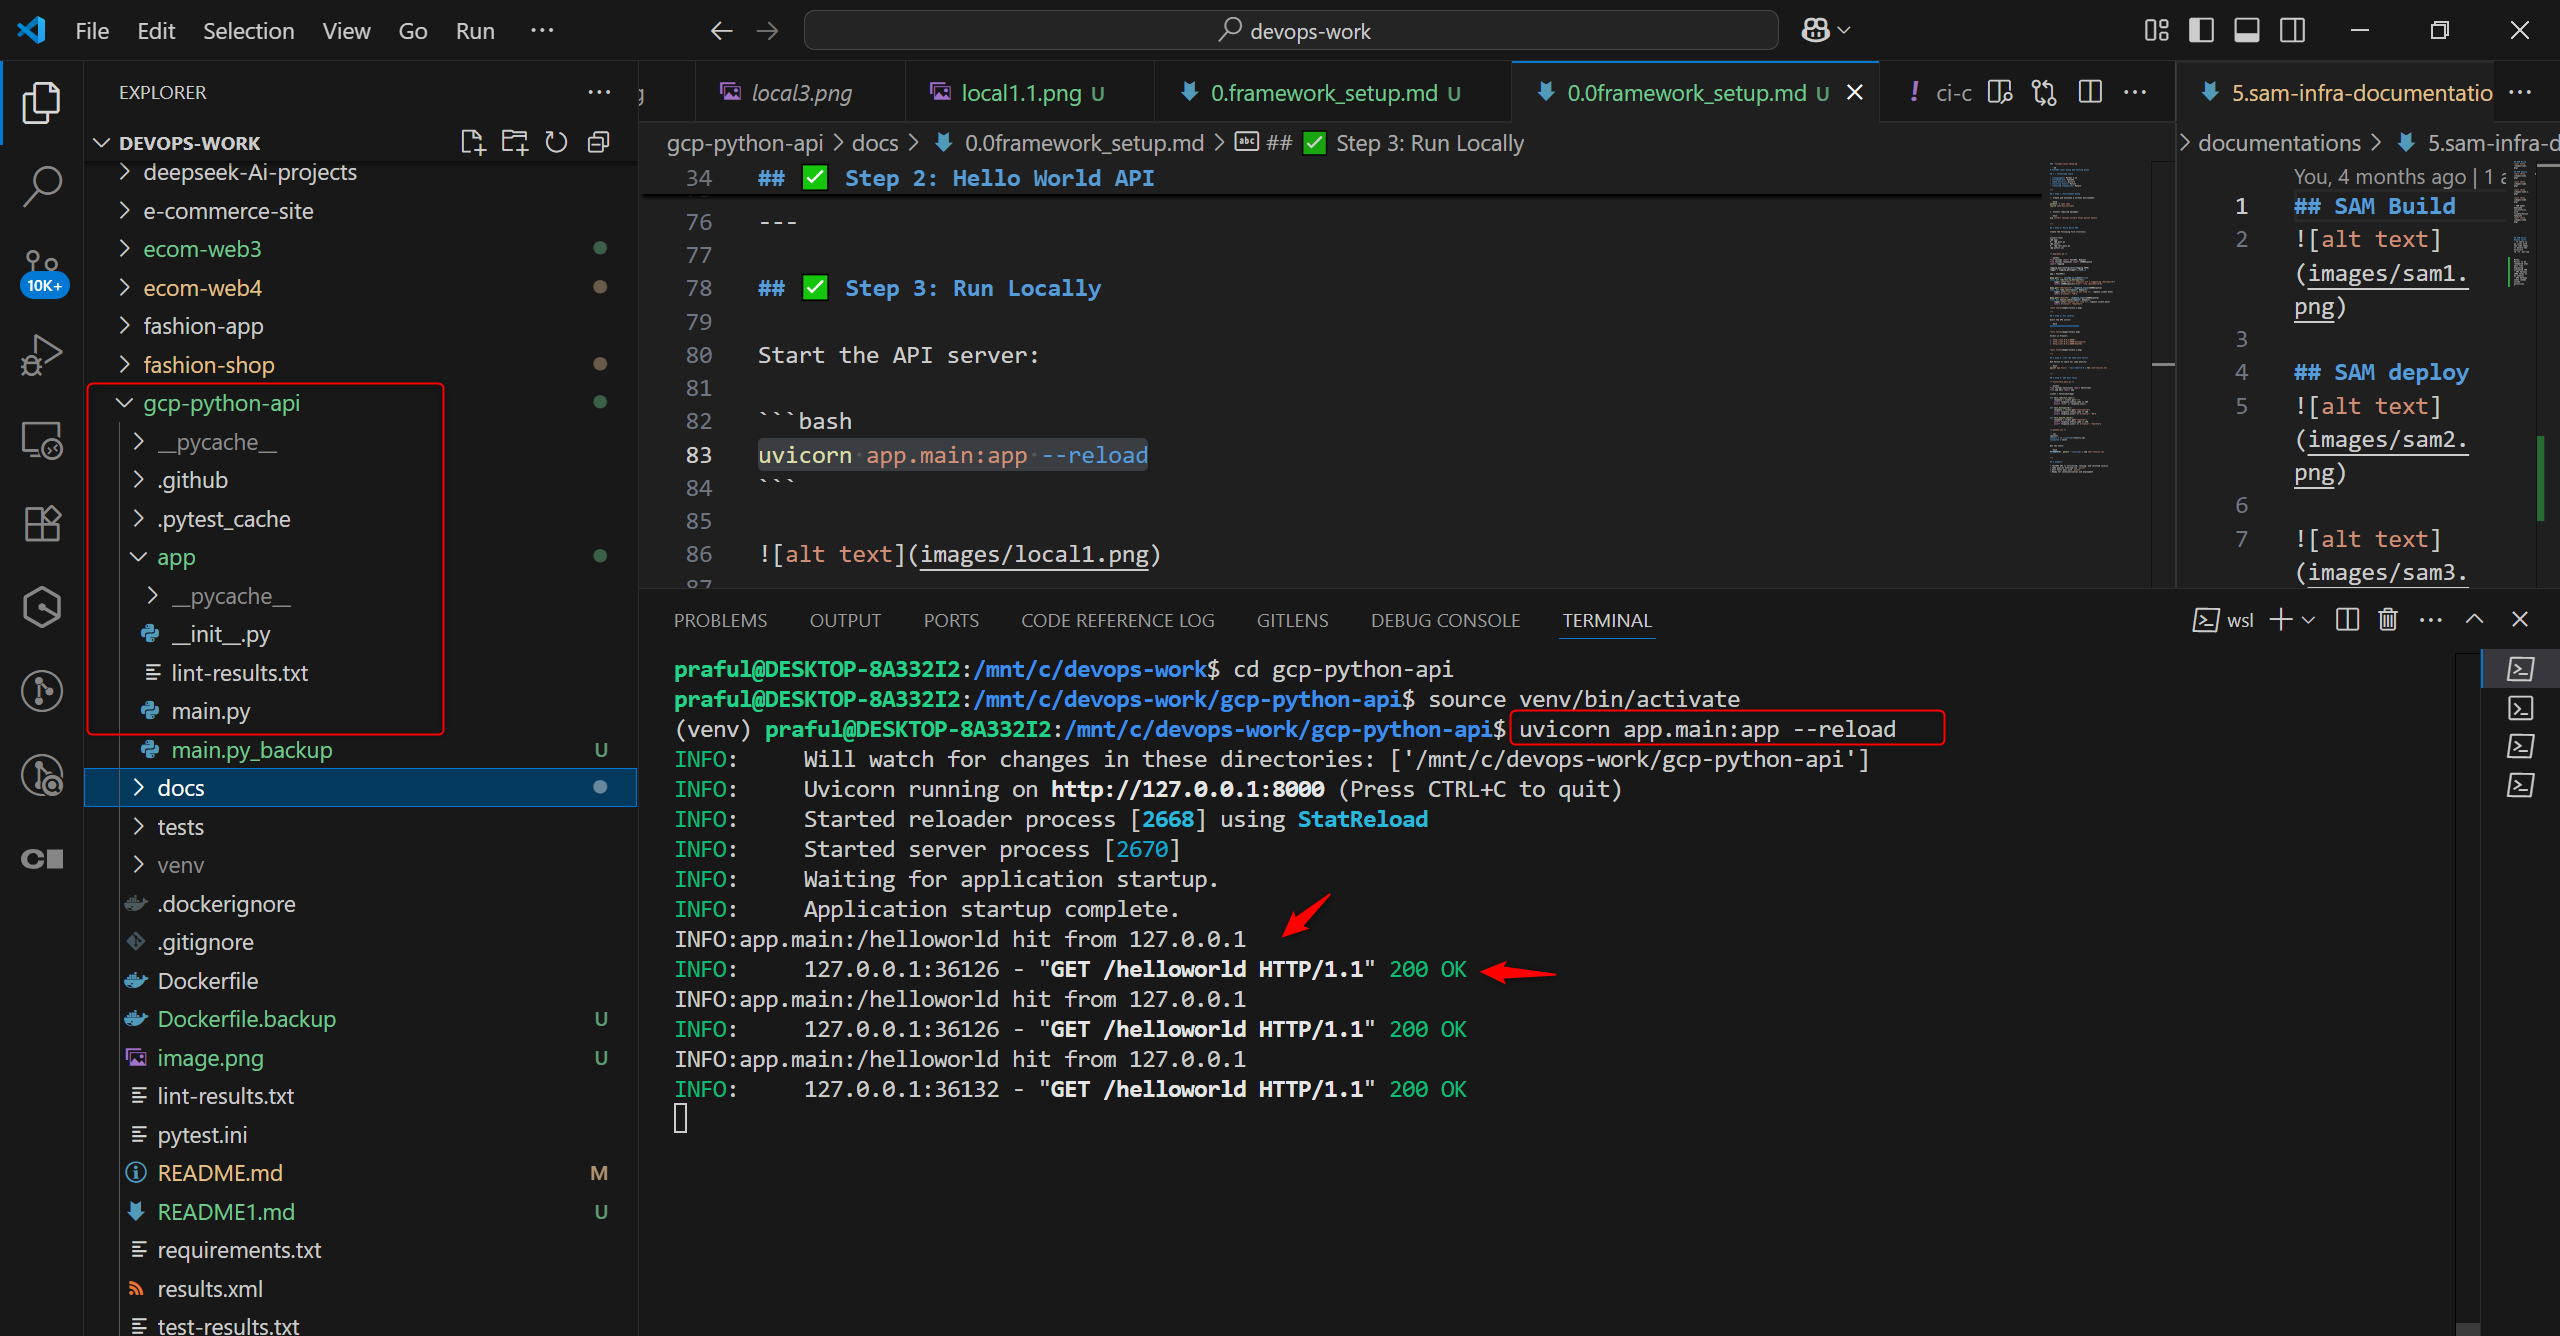 File Edit Selection View Go Run ··· devops-work
EXPLORER
DEVOPS-WORK
deepseek-Ai-projects
e-commerce-site
ecom-web3
10K+
ecom-web4
fashion-app
fashion-shop
gcp-python-api
__pycache__
.github
.pytest_cache
app
__pycache__
__init__.py
lint-results.txt
main.py
main.py_backup U
docs
tests
venv
.dockerignore
.gitignore
Dockerfile
Dockerfile.backup U
image.png U
lint-results.txt
pytest.ini
README.md M
README1.md U
requirements.txt
results.xml
test-results.txt
local3.png local1.1.png U 0.framework_setup.md U 0.0framework_setup.md U ! ci-c
gcp-python-api > docs > 0.0framework_setup.md > abc ## ✅ Step 3: Run Locally
34 ## ✅ Step 2: Hello World API
76 ---
77
78 ## ✅ Step 3: Run Locally
79
80 Start the API server:
81
82 ```bash
83 uvicorn app.main:app --reload
84 ```
85
86 ![alt text](images/local1.png)
87
5.sam-infra-documentatio
documentations > 5.sam-infra-d
You, 4 months ago | 1 a
1 ## SAM Build
2 ![alt text]
(images/sam1.
png)
3
4 ## SAM deploy
5 ![alt text]
(images/sam2.
png)
6
7 ![alt text]
(images/sam3.
PROBLEMS OUTPUT PORTS CODE REFERENCE LOG GITLENS DEBUG CONSOLE TERMINAL wsl
praful@DESKTOP-8A332I2:/mnt/c/devops-work$ cd gcp-python-api
praful@DESKTOP-8A332I2:/mnt/c/devops-work/gcp-python-api$ source venv/bin/activate
(venv) praful@DESKTOP-8A332I2:/mnt/c/devops-work/gcp-python-api$ uvicorn app.main:app --reload
INFO: Will watch for changes in these directories: ['/mnt/c/devops-work/gcp-python-api']
INFO: Uvicorn running on http://127.0.0.1:8000 (Press CTRL+C to quit)
INFO: Started reloader process [2668] using StatReload
INFO: Started server process [2670]
INFO: Waiting for application startup.
INFO: Application startup complete.
INFO:app.main:/helloworld hit from 127.0.0.1
INFO: 127.0.0.1:36126 - "GET /helloworld HTTP/1.1" 200 OK
INFO:app.main:/helloworld hit from 127.0.0.1
INFO: 127.0.0.1:36126 - "GET /helloworld HTTP/1.1" 200 OK
INFO:app.main:/helloworld hit from 127.0.0.1
INFO: 127.0.0.1:36132 - "GET /helloworld HTTP/1.1" 200 OK